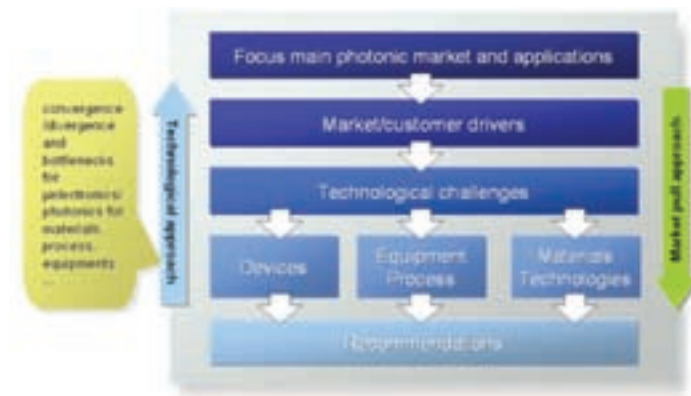 Focus main photonic market and applications
Market/customer drivers
Technological challenges
Devices
Equipment
Process
Materials
Technologies
Recommendations
Technological approach
Market pull approach
convergence
/divergence
and
bottlenecks
for
photonics for
materials,
process,
equipments
...